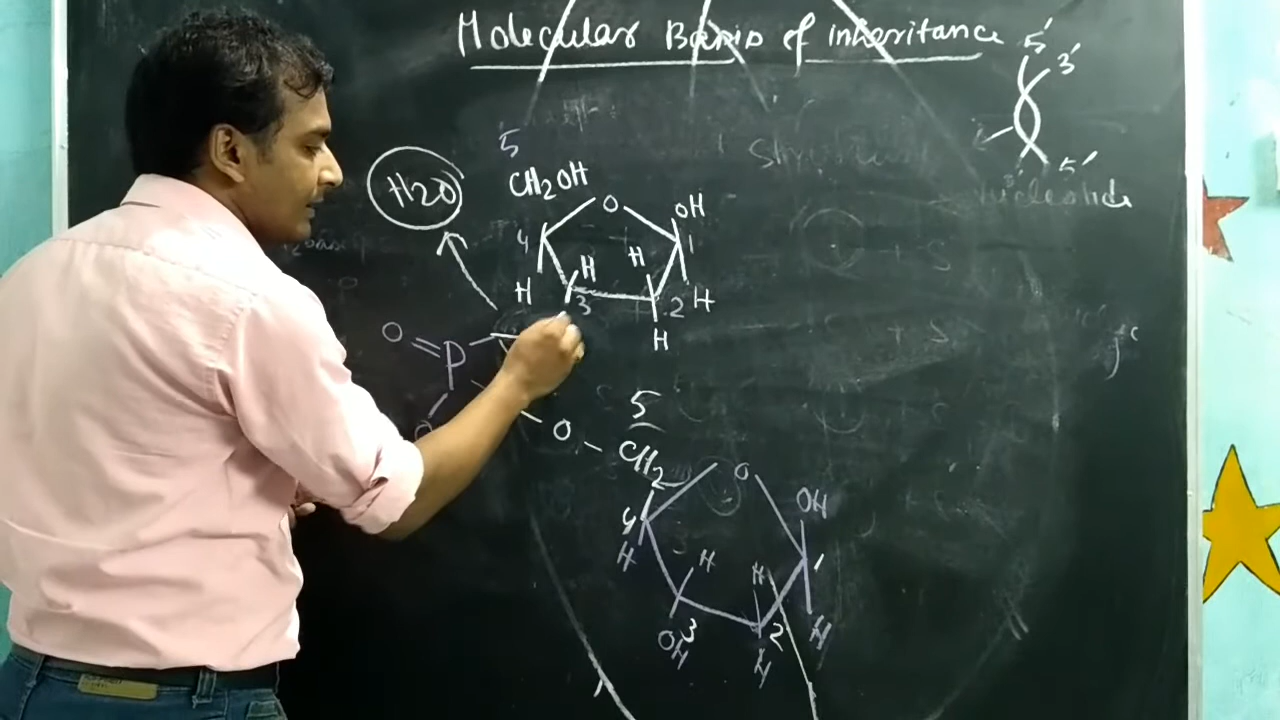 Molecular Basis of inheritance
5′
3′
5′
Nucleotide
5
H2O
CH2OH
O
OH
4
1
H
H
H
3
2
H
H
O
P
O
5
O
CH2
O
OH
4
1
H
H
H
OH
3
2
H
H